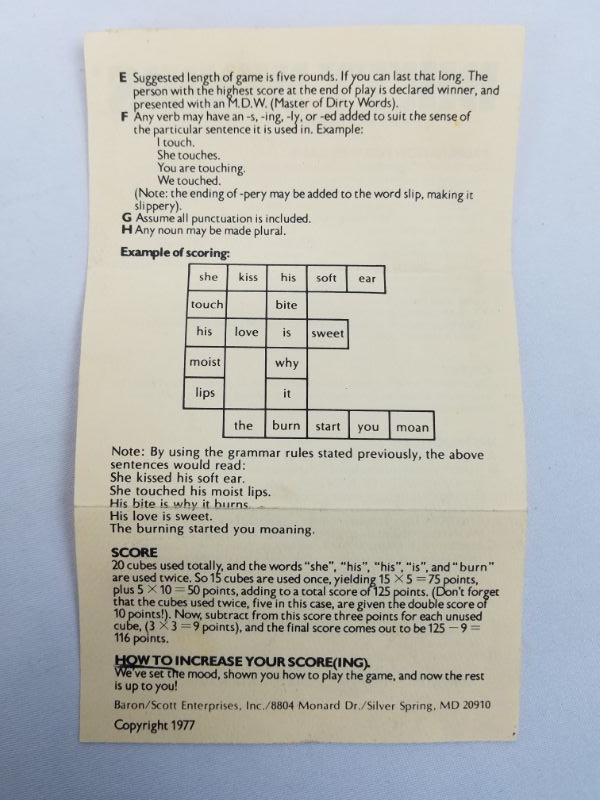 E Suggested length of game is five rounds. If you can last that long. The
person with the highest score at the end of play is declared winner, and
presented with an M.D.W. (Master of Dirty Words).
F Any verb may have an -s, -ing, -ly, or -ed added to suit the sense of
the particular sentence it is used in. Example:
I touch.
She touches.
You are touching.
We touched.
(Note: the ending of -pery may be added to the word slip, making it
slippery).
G Assume all punctuation is included.
H Any noun may be made plural.
Example of scoring:
she kiss his soft ear
touch bite
his love is sweet
moist why
lips it
the burn start you moan
Note: By using the grammar rules stated previously, the above
sentences would read:
She kissed his soft ear.
She touched his moist lips.
His bite is why it burns.
His love is sweet.
The burning started you moaning.
SCORE
20 cubes used totally, and the words "she", "his", "his", "is", and "burn"
are used twice. So 15 cubes are used once, yielding 15 X 5 = 75 points,
plus 5 X 10 = 50 points, adding to a total score of 125 points. (Don't forget
that the cubes used twice, five in this case, are given the double score of
10 points!). Now, subtract from this score three points for each unused
cube, (3 X 3 = 9 points), and the final score comes out to be 125 – 9 =
116 points.
HOW TO INCREASE YOUR SCORE(ING).
We've set the mood, shown you how to play the game, and now the rest
is up to you!
Baron/Scott Enterprises, Inc./8804 Monard Dr./Silver Spring, MD 20910
Copyright 1977